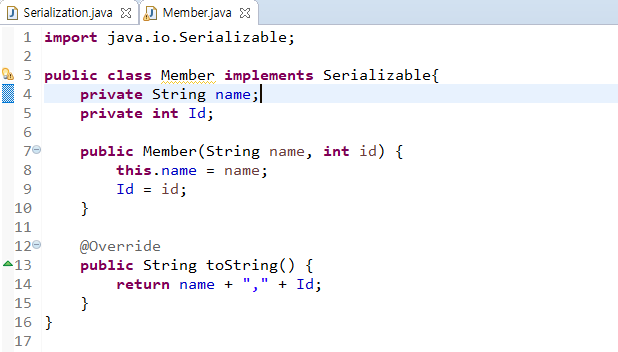 Serialization.java Member.java
1 import java.io.Serializable;
2
3 public class Member implements Serializable{
4     private String name;
5     private int Id;
6
7     public Member(String name, int id) {
8         this.name = name;
9         Id = id;
10     }
11
12     @Override
13     public String toString() {
14         return name + "," + Id;
15     }
16 }
17